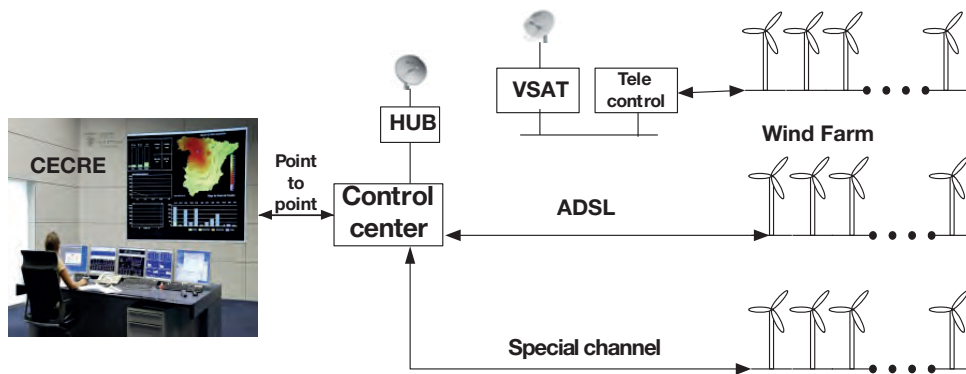 VSAT
Tele
control
HUB
Wind Farm
CECRE
Point
to
point
Control
center
ADSL
Special channel